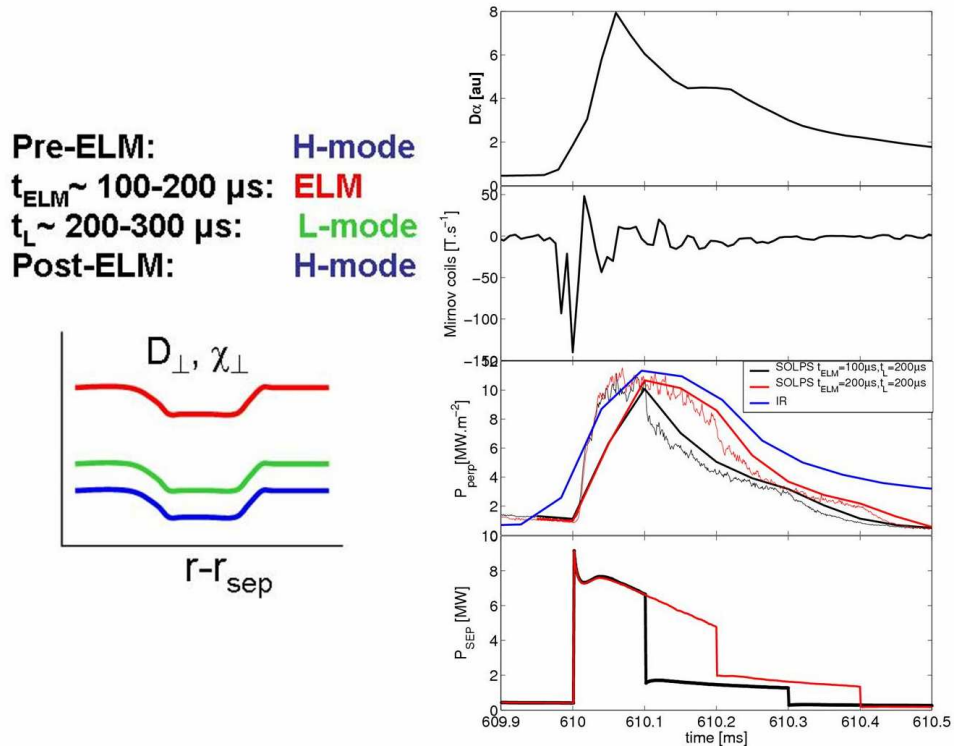 Pre-ELM: H-mode
t_ELM~ 100-200 µs: ELM
t_L~ 200-300 µs: L-mode
Post-ELM: H-mode
D⊥, χ⊥
r-r_sep
8
6
4
2
0
Dα [au]
50
0
−50
−100
−150
Mirnov coils [T.s⁻¹]
12
10
8
6
4
2
0
P_perp[MW.m⁻²]
SOLPS t_ELM=100µs,t_L=200µs
SOLPS t_ELM=200µs,t_L=200µs
IR
10
8
6
4
2
0
P_SEP [MW]
609.9 610 610.1 610.2 610.3 610.4 610.5
time [ms]